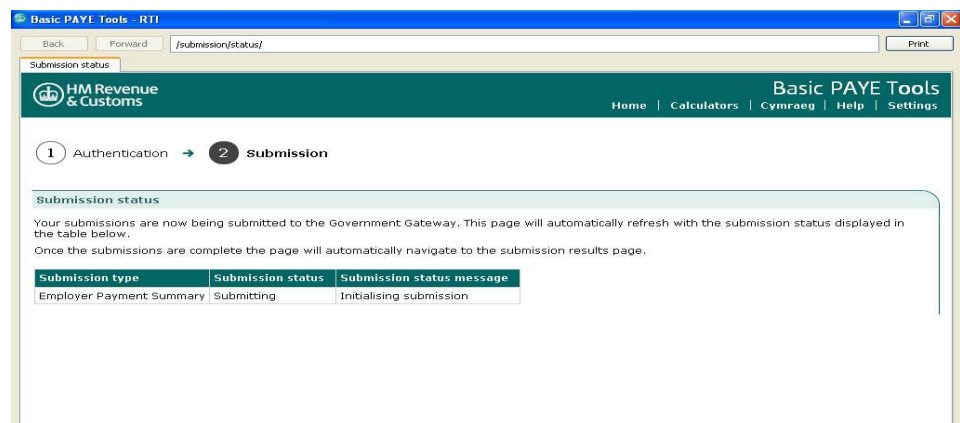 Basic PAYE Tools - RTI
Back Forward /submission/status/ Print
Submission status
HM Revenue
& Customs
Basic PAYE Tools
Home | Calculators | Cymraeg | Help | Settings
1 Authentication → 2 Submission
Submission status
Your submissions are now being submitted to the Government Gateway. This page will automatically refresh with the submission status displayed in
the table below.
Once the submissions are complete the page will automatically navigate to the submission results page.
Submission type Submission status Submission status message
Employer Payment Summary Submitting Initialising submission